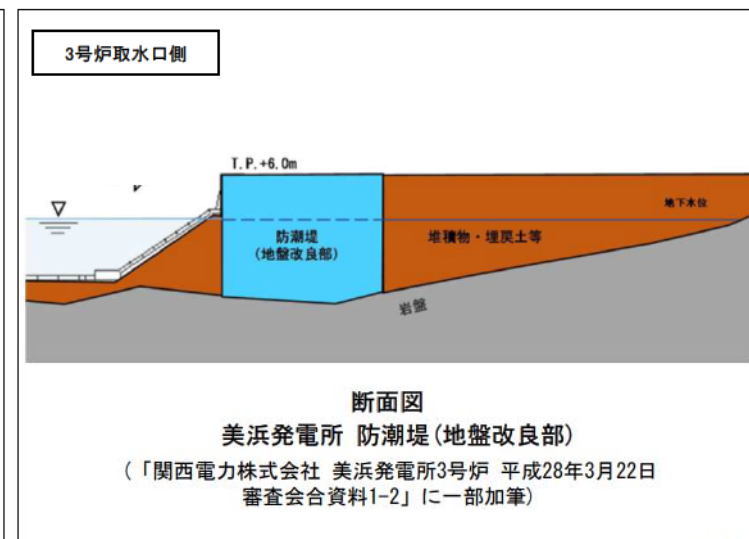 3号炉取水口側
T.P.+6.0m
地下水位
防潮堤
(地盤改良部)
堆積物・埋戻土等
岩盤
断面図
美浜発電所 防潮堤(地盤改良部)
(「関西電力株式会社 美浜発電所3号炉 平成28年3月22日
審査会合資料1-2」に一部加筆)